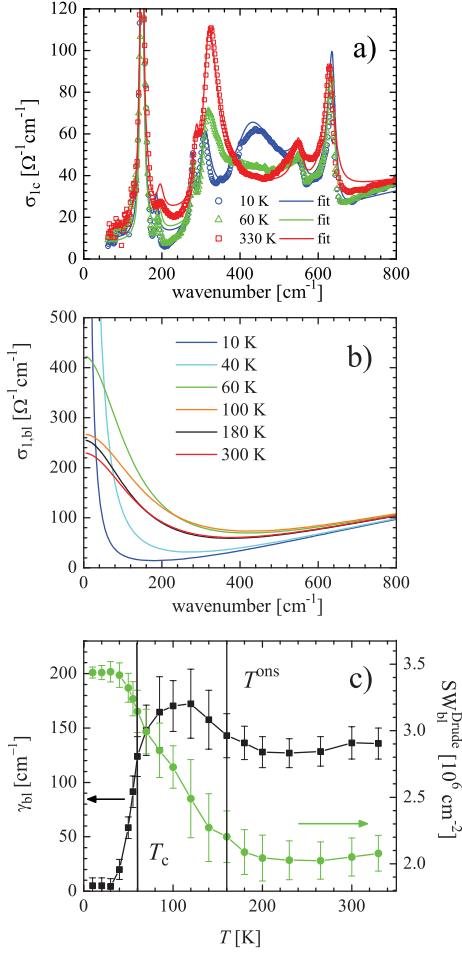 120
100
80
60
40
20
0
σ1c [Ω-1cm-1]
a)
10 K fit
60 K fit
330 K fit
0 200 400 600 800
wavenumber [cm-1]
500
400
300
200
100
0
σ1,bl [Ω-1cm-1]
b)
10 K
40 K
60 K
100 K
180 K
300 K
0 200 400 600 800
wavenumber [cm-1]
200
150
100
50
0
γbl [cm-1]
c)
Tons
Tc
3.5
3.0
2.5
2.0
SWblDrude [106 cm-2]
0 100 200 300
T [K]